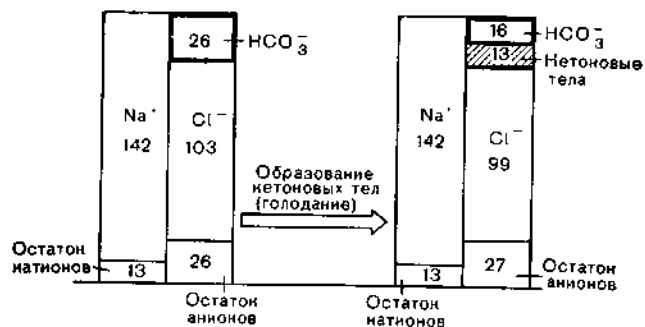 26
HCO₃⁻
Na⁺
142
Cl⁻
103
Остаток
катионов
13
26
Остаток
анионов
Образование
кетоновых тел
(голодание)
16
HCO₃⁻
13
Кетоновые
тела
Na⁺
142
Cl⁻
99
13
27
Остаток
анионов
Остаток
катионов